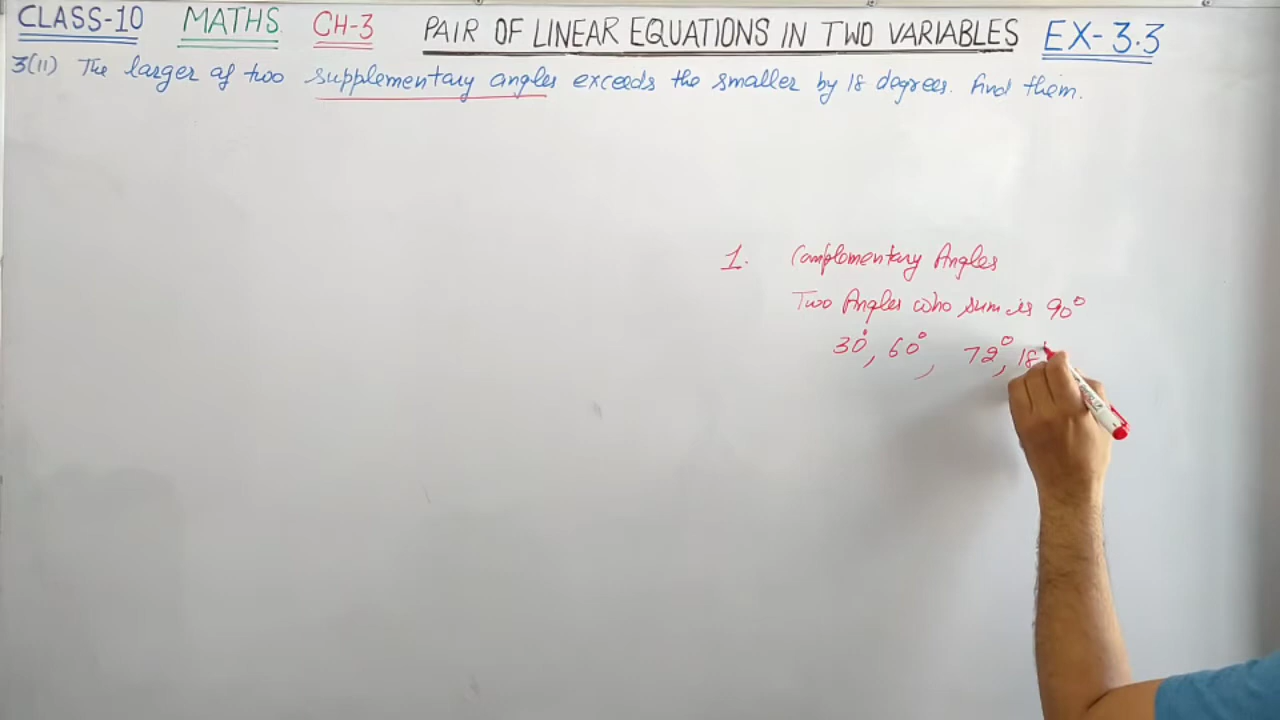 CLASS-10 MATHS CH-3 PAIR OF LINEAR EQUATIONS IN TWO VARIABLES EX-3.3
3(11) The larger of two supplementary angles exceeds the smaller by 18 degrees. find them.
1. Complomentary Angles
Two Angles who sum is 90°
30°, 60°, 72°, 18